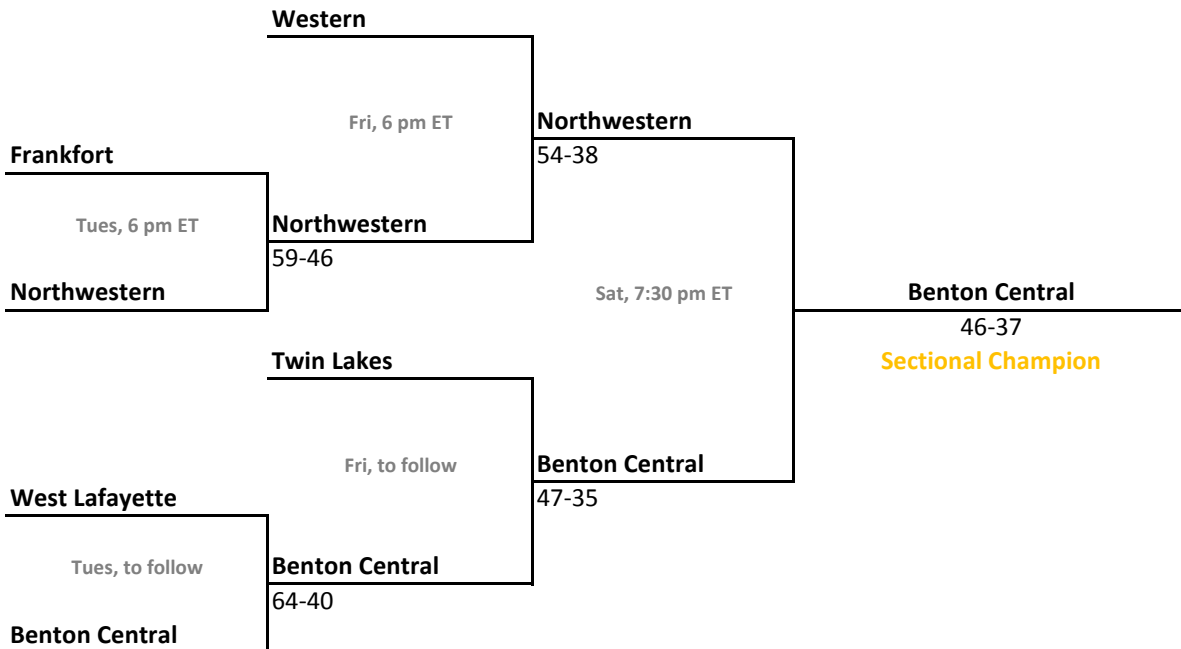 Western
Fri, 6 pm ET
Northwestern
Frankfort
54-38
Tues, 6 pm ET
Northwestern
59-46
Northwestern
Sat, 7:30 pm ET
Benton Central
46-37
Twin Lakes
Sectional Champion
Fri, to follow
Benton Central
West Lafayette
47-35
Tues, to follow
Benton Central
64-40
Benton Central